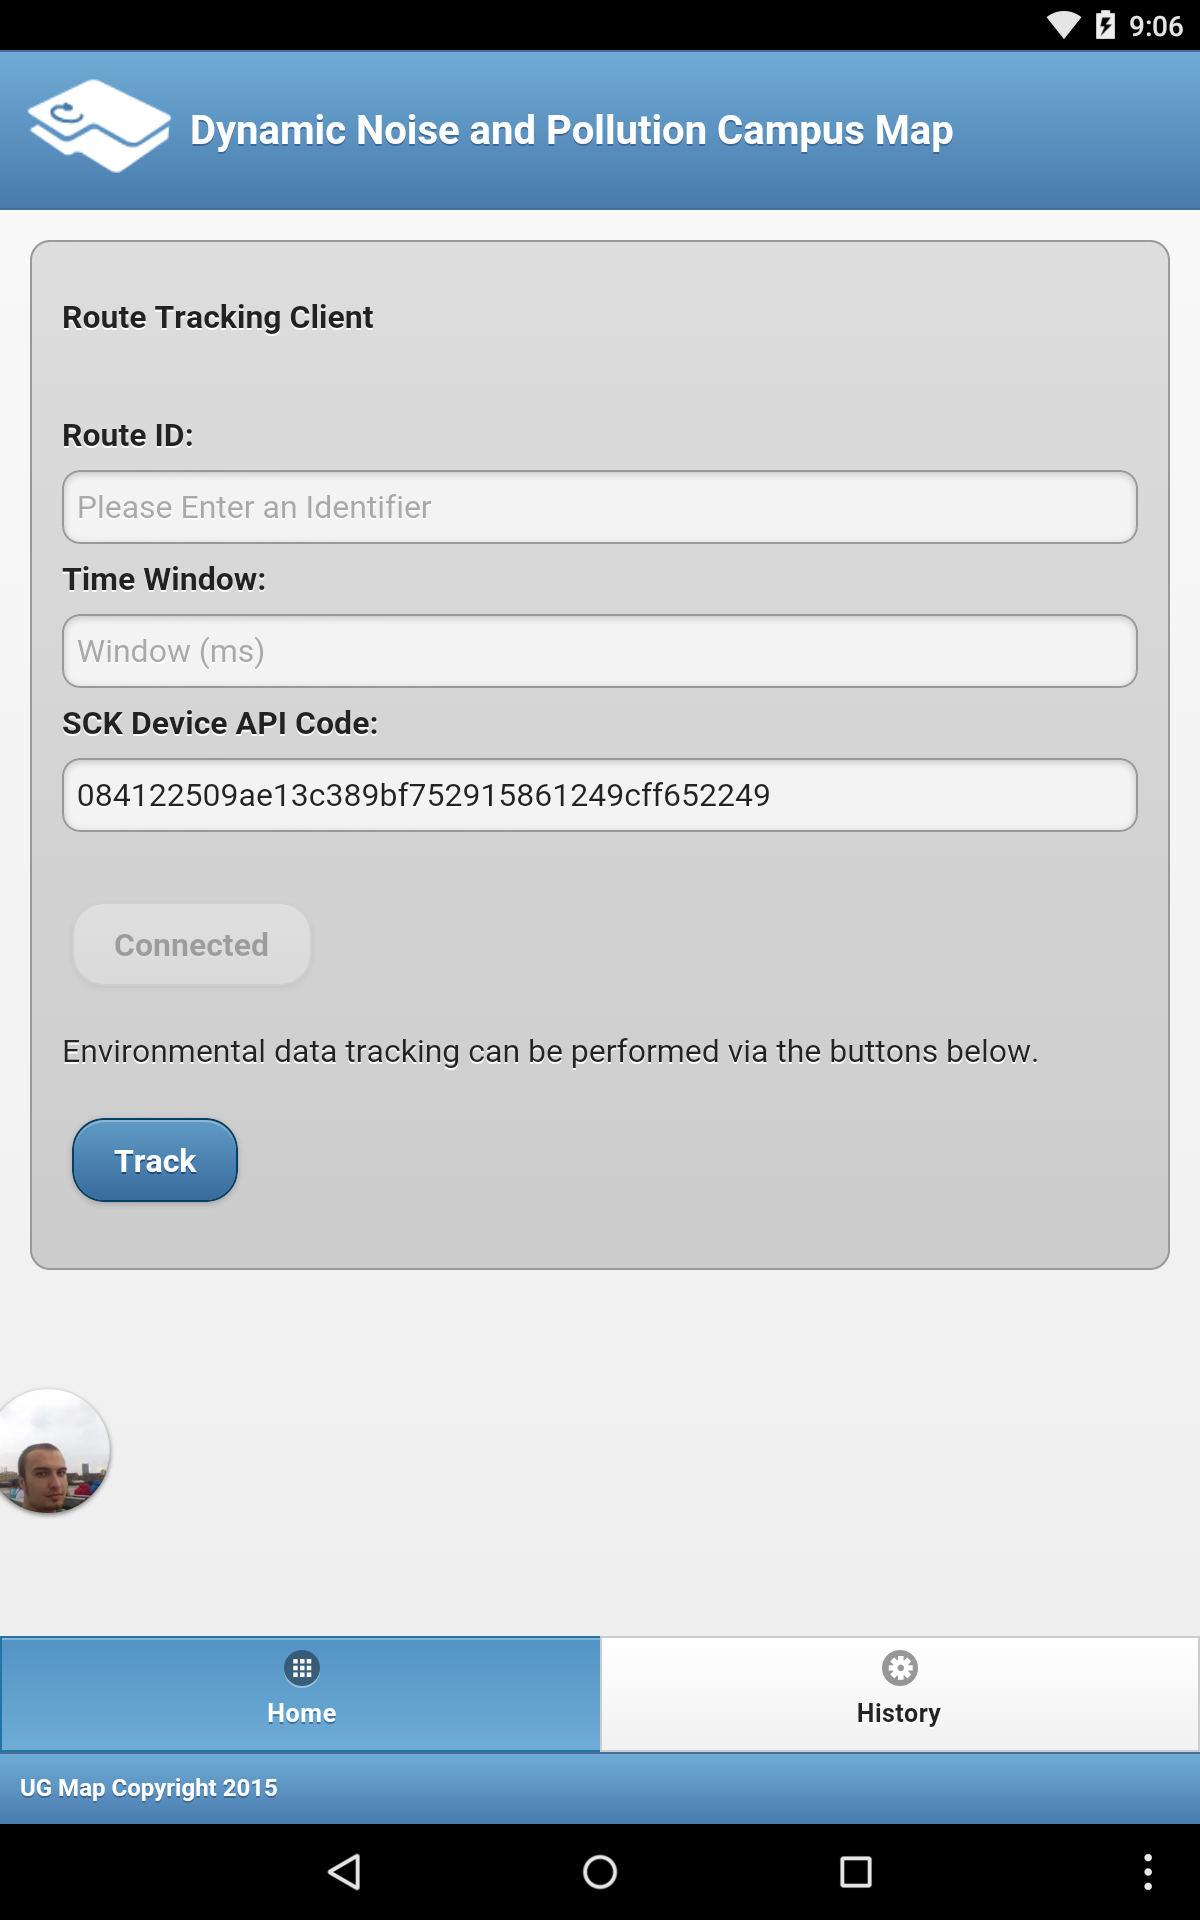 9:06
Dynamic Noise and Pollution Campus Map
Route Tracking Client
Route ID:
Please Enter an Identifier
Time Window:
Window (ms)
SCK Device API Code:
084122509ae13c389bf752915861249cff652249
Connected
Environmental data tracking can be performed via the buttons below.
Track
Home
History
UG Map Copyright 2015